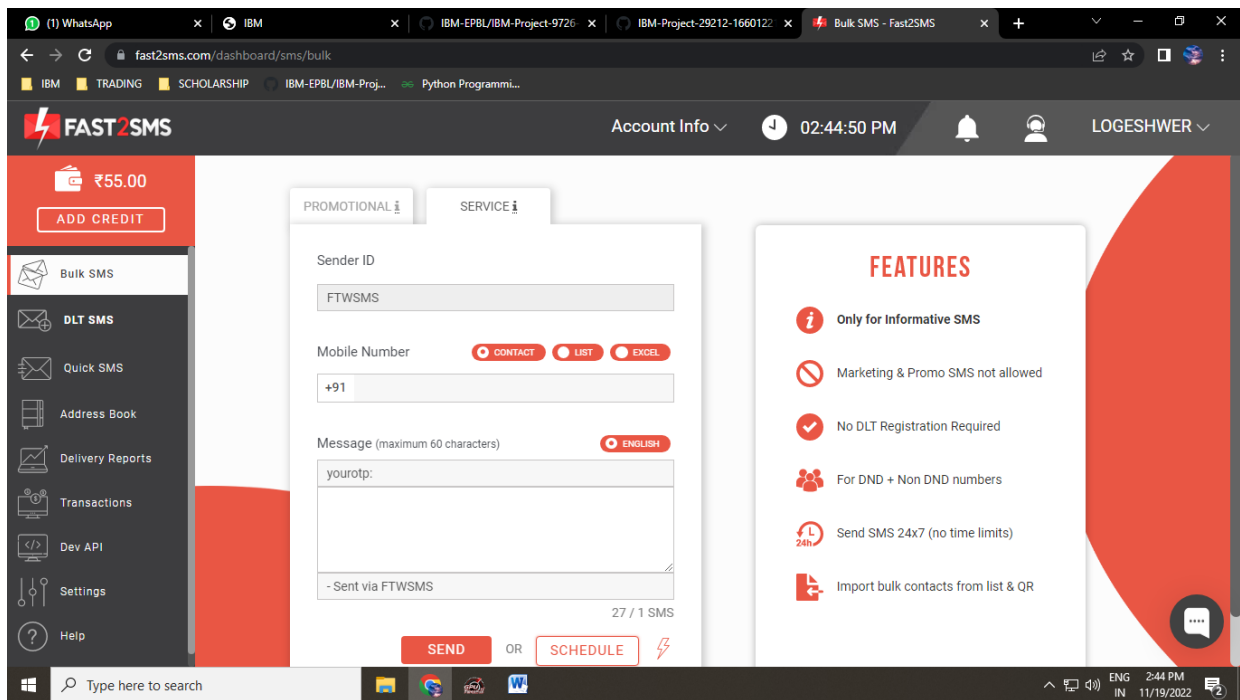 (1) WhatsApp
IBM
IBM-EPBL/IBM-Project-9726-
IBM-Project-29212-1660122
Bulk SMS - Fast2SMS
fast2sms.com/dashboard/sms/bulk
IBM
TRADING
SCHOLARSHIP
IBM-EPBL/IBM-Proj...
Python Programmi...
FAST2SMS
Account Info
02:44:50 PM
LOGESHWER
₹55.00
ADD CREDIT
Bulk SMS
DLT SMS
Quick SMS
Address Book
Delivery Reports
Transactions
Dev API
Settings
Help
PROMOTIONAL i
SERVICE i
Sender ID
FTWSMS
Mobile Number
CONTACT
LIST
EXCEL
+91
Message (maximum 60 characters)
ENGLISH
yourotp:
- Sent via FTWSMS
27 / 1 SMS
SEND
OR
SCHEDULE
FEATURES
Only for Informative SMS
Marketing & Promo SMS not allowed
No DLT Registration Required
For DND + Non DND numbers
24h
Send SMS 24x7 (no time limits)
Import bulk contacts from list & QR
Type here to search
ENG
IN
2:44 PM
11/19/2022
2